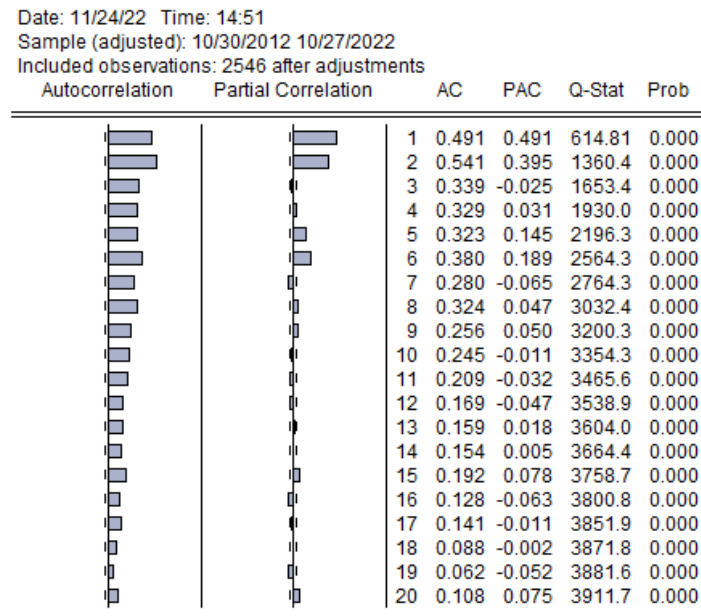 Date: 11/24/22 Time: 14:51
Sample (adjusted): 10/30/2012 10/27/2022
Included observations: 2546 after adjustments
Autocorrelation Partial Correlation AC PAC Q-Stat Prob
1 0.491 0.491 614.81 0.000
2 0.541 0.395 1360.4 0.000
3 0.339 -0.025 1653.4 0.000
4 0.329 0.031 1930.0 0.000
5 0.323 0.145 2196.3 0.000
6 0.380 0.189 2564.3 0.000
7 0.280 -0.065 2764.3 0.000
8 0.324 0.047 3032.4 0.000
9 0.256 0.050 3200.3 0.000
10 0.245 -0.011 3354.3 0.000
11 0.209 -0.032 3465.6 0.000
12 0.169 -0.047 3538.9 0.000
13 0.159 0.018 3604.0 0.000
14 0.154 0.005 3664.4 0.000
15 0.192 0.078 3758.7 0.000
16 0.128 -0.063 3800.8 0.000
17 0.141 -0.011 3851.9 0.000
18 0.088 -0.002 3871.8 0.000
19 0.062 -0.052 3881.6 0.000
20 0.108 0.075 3911.7 0.000